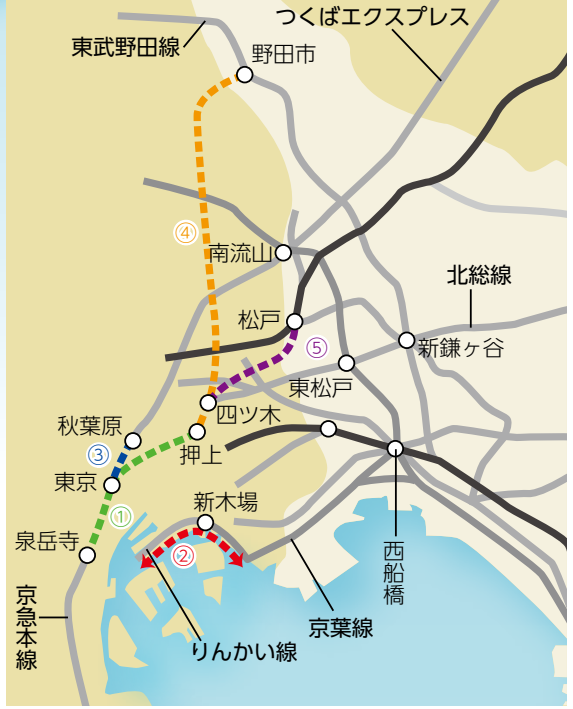 つくばエクスプレス
東武野田線
野田市
④
南流山
北総線
松戸
⑤
新鎌ヶ谷
東松戸
四ツ木
秋葉原
押上
③
東京
新木場
①
泉岳寺
②
西船橋
京急本線
京葉線
りんかい線